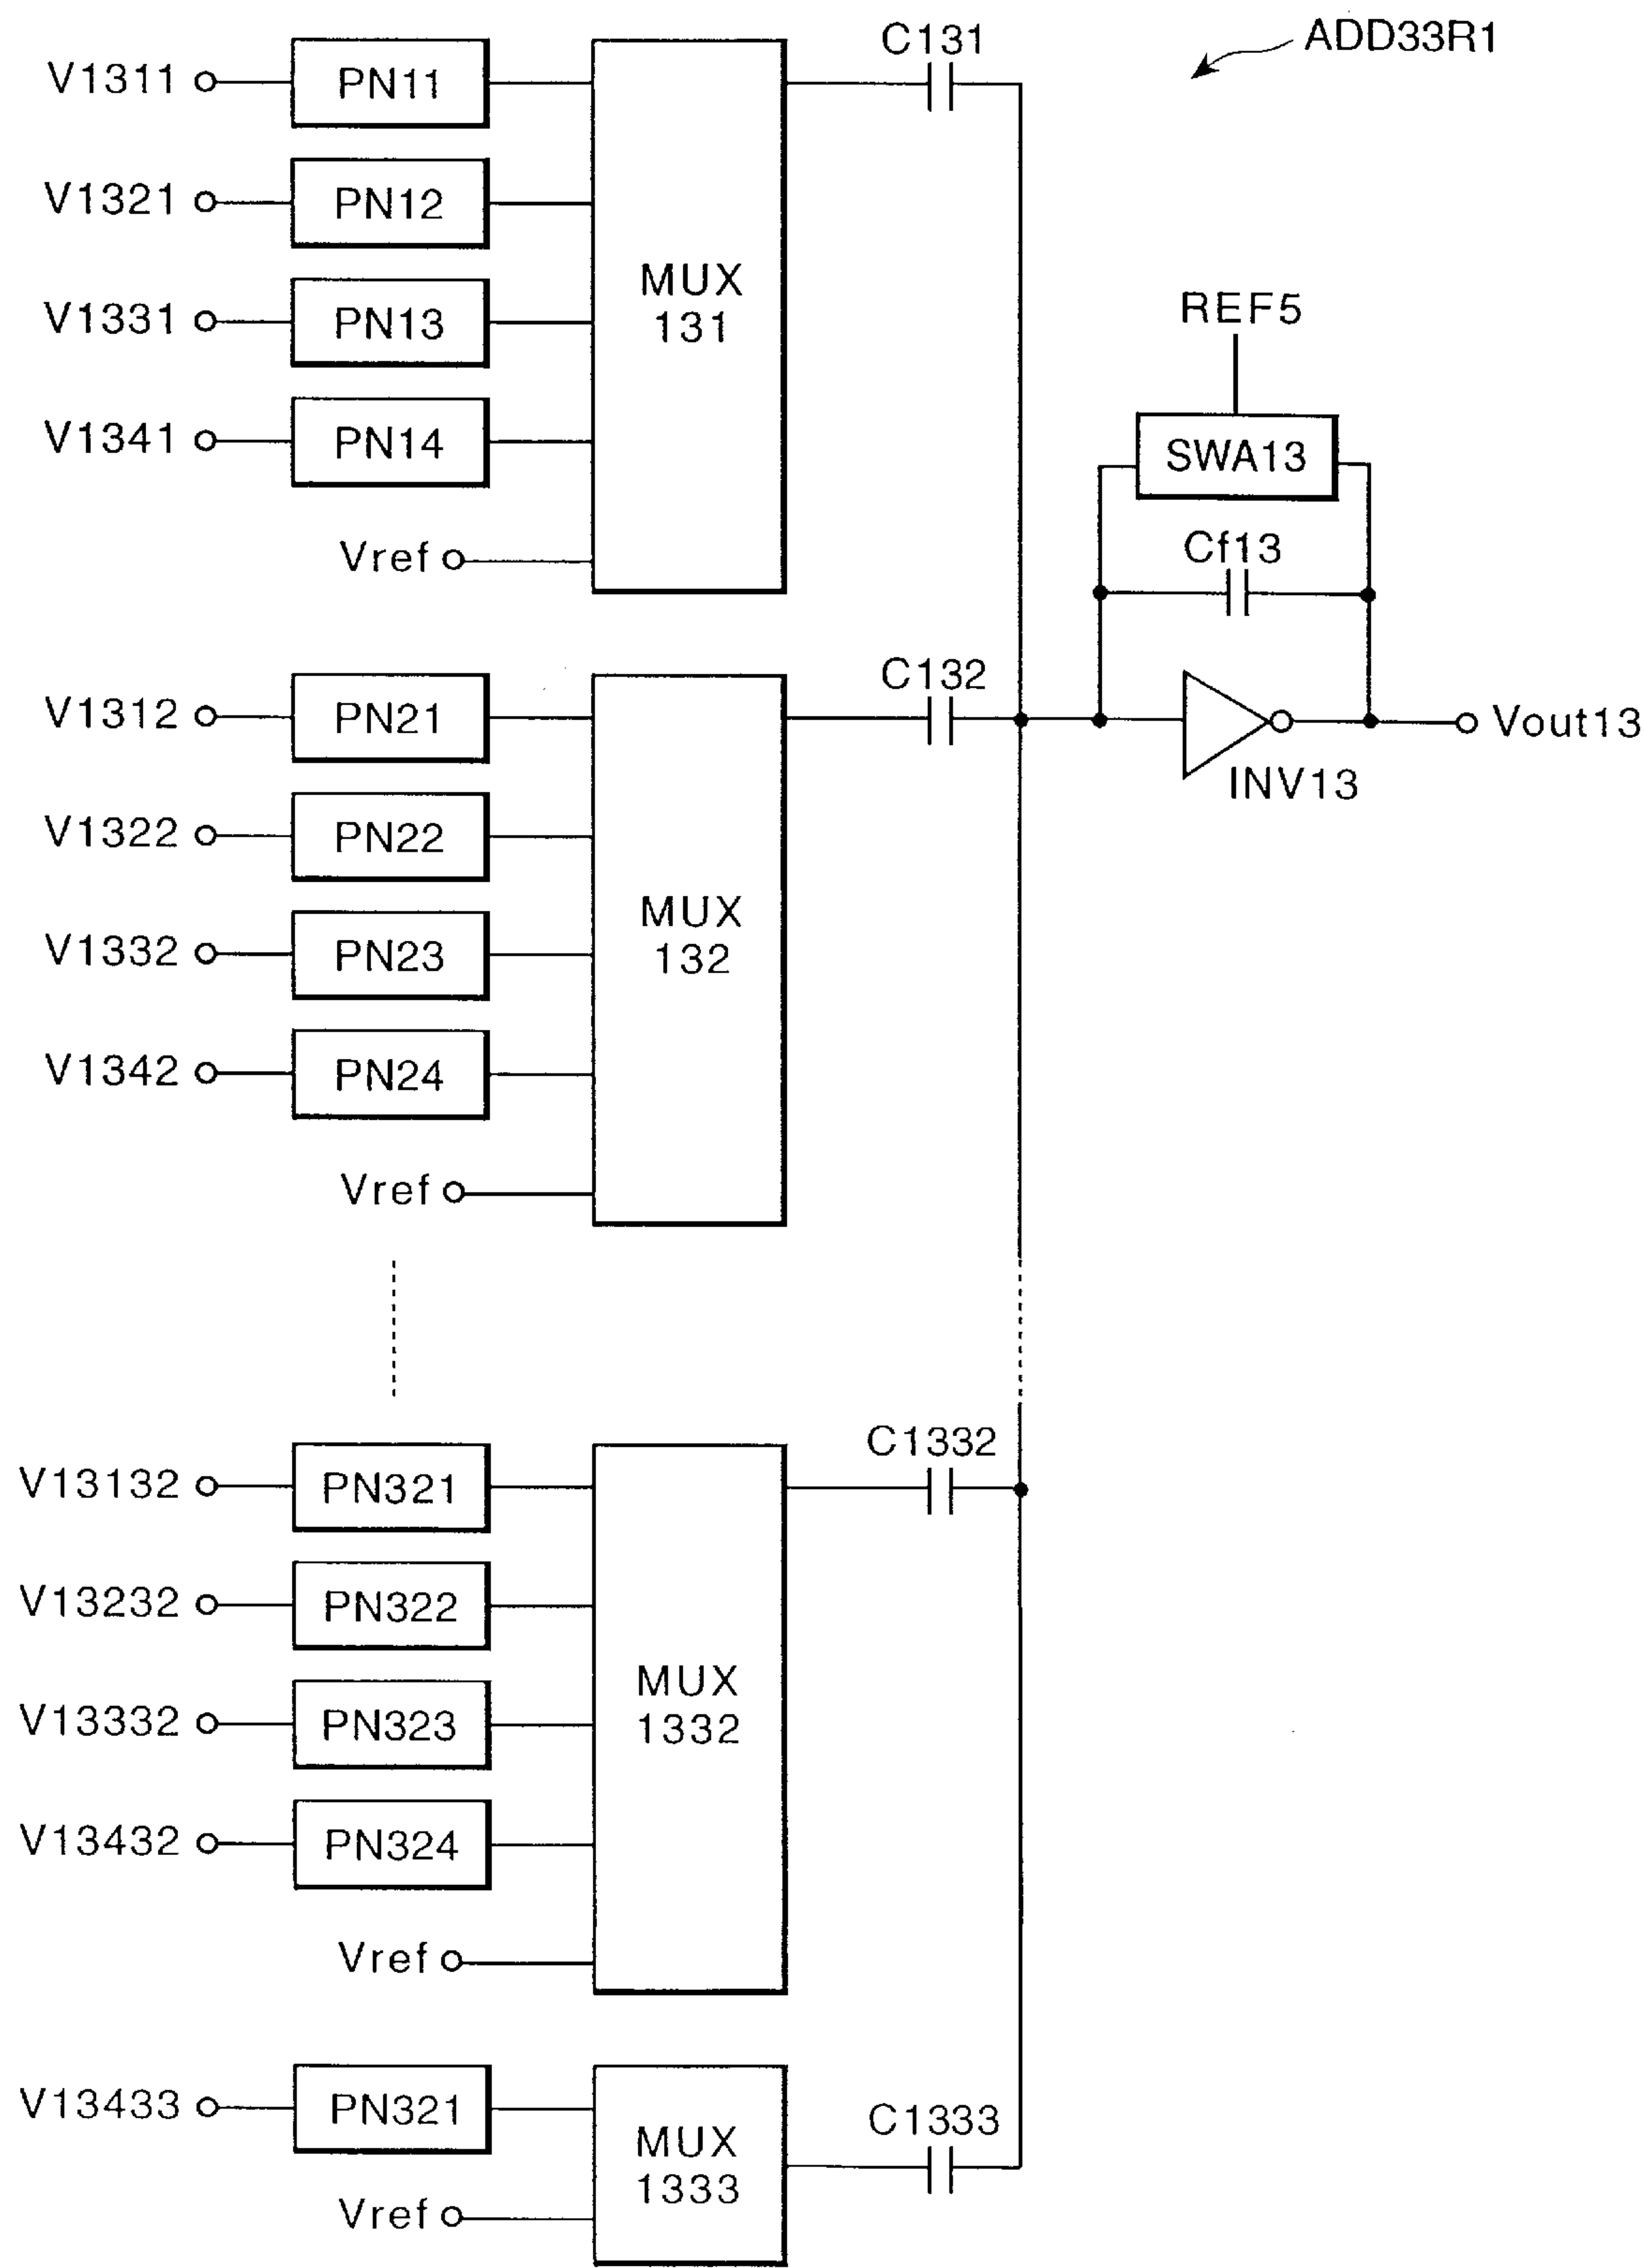 ADD33R1
C131
V1311
PN11
V1321
PN12
V1331
PN13
V1341
PN14
Vref
MUX
131
REF5
SWA13
Cf13
C132
V1312
PN21
V1322
PN22
V1332
PN23
V1342
PN24
Vref
MUX
132
INV13
Vout13
C1332
V13132
PN321
V13232
PN322
V13332
PN323
V13432
PN324
Vref
MUX
1332
V13433
PN321
Vref
MUX
1333
C1333